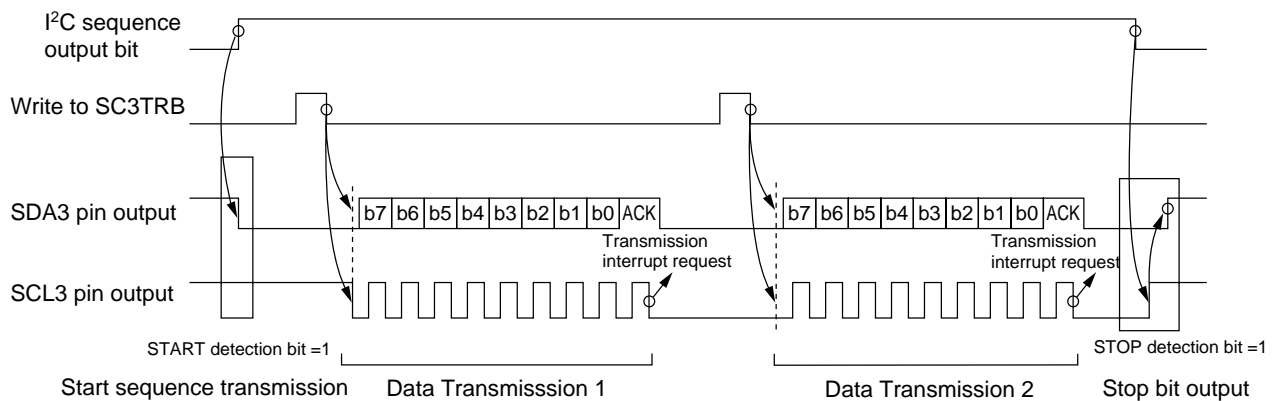 I²C sequence
output bit
Write to SC3TRB
SDA3 pin output
b7 b6 b5 b4 b3 b2 b1 b0 ACK
b7 b6 b5 b4 b3 b2 b1 b0 ACK
Transmission
interrupt request
Transmission
interrupt request
SCL3 pin output
START detection bit =1
STOP detection bit =1
Start sequence transmission
Data Transmisssion 1
Data Transmission 2
Stop bit output